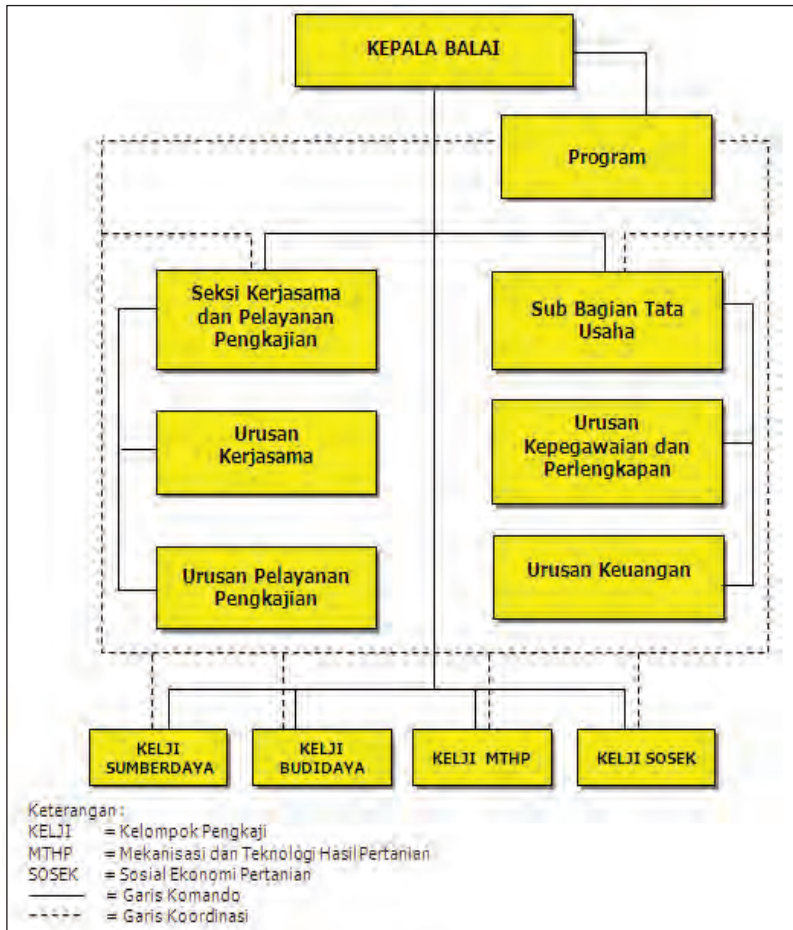 KEPALA BALAI
Program
Seksi Kerjasama
dan Pelayanan
Pengkajian
Sub Bagian Tata
Usaha
Urusan
Kerjasama
Urusan
Kepegawaian dan
Perlengkapan
Urusan Pelayanan
Pengkajian
Urusan Keuangan
KELJI
SUMBERDAYA
KELJI
BUDIDAYA
KELJI MTHP
KELJI SOSEK
Keterangan :
KELJI = Kelompok Pengkaji
MTHP = Mekanisasi dan Teknologi Hasil Pertanian
SOSEK = Sosial Ekonomi Pertanian
= Garis Komando
----- = Garis Koordinasi